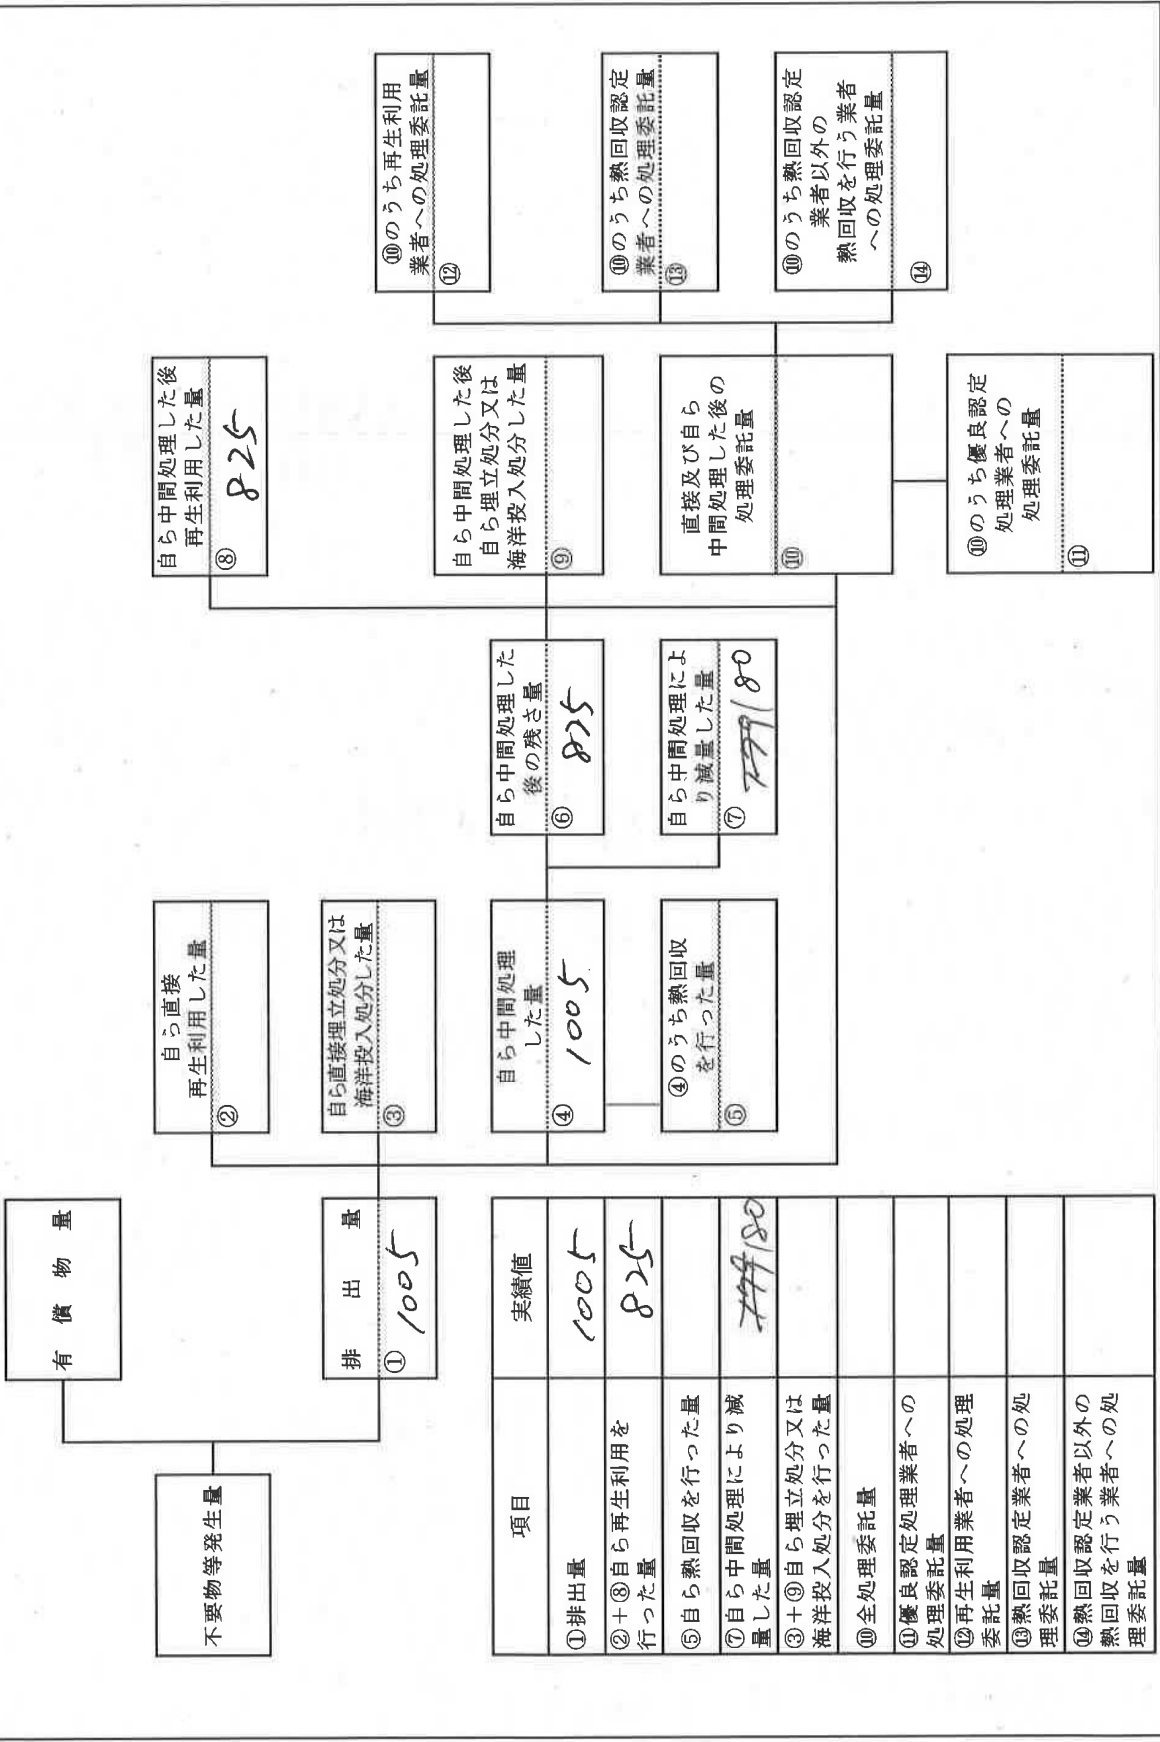 不要物等発生量
有償物量
排出量
① 1005
自ら直接
再生利用した量
②
自ら直接埋立処分又は
海洋投入処分した量
③
自ら中間処理
した量
④ 1005
④のうち熱回収
を行った量
⑤
自ら中間処理した
後の残さ量
⑥ 825
自ら中間処理によ
り減量した量
⑦ 180
自ら中間処理した後
再生利用した量
⑧ 825
自ら中間処理した後
自ら埋立処分又は
海洋投入処分した量
⑨
直接及び自ら
中間処理した後の
処理委託量
⑩
⑩のうち優良認定
処理業者への
処理委託量
⑪
⑩のうち再生利用
業者への処理委託量
⑫
⑩のうち熱回収認定
業者への処理委託量
⑬
⑩のうち熱回収認定
業者以外の
熱回収を行う業者
への処理委託量
⑭
項目 実績値
①排出量 1005
②+⑧自ら再生利用を
行った量 825
⑤自ら熱回収を行った量
⑦自ら中間処理により減
量した量 180
③+⑨自ら埋立処分又は
海洋投入処分を行った量
⑩全処理委託量
⑪優良認定処理業者への
処理委託量
⑫再生利用業者への処理
委託量
⑬熱回収認定業者への処
理委託量
⑭熱回収認定業者以外の
熱回収を行う業者への処
理委託量